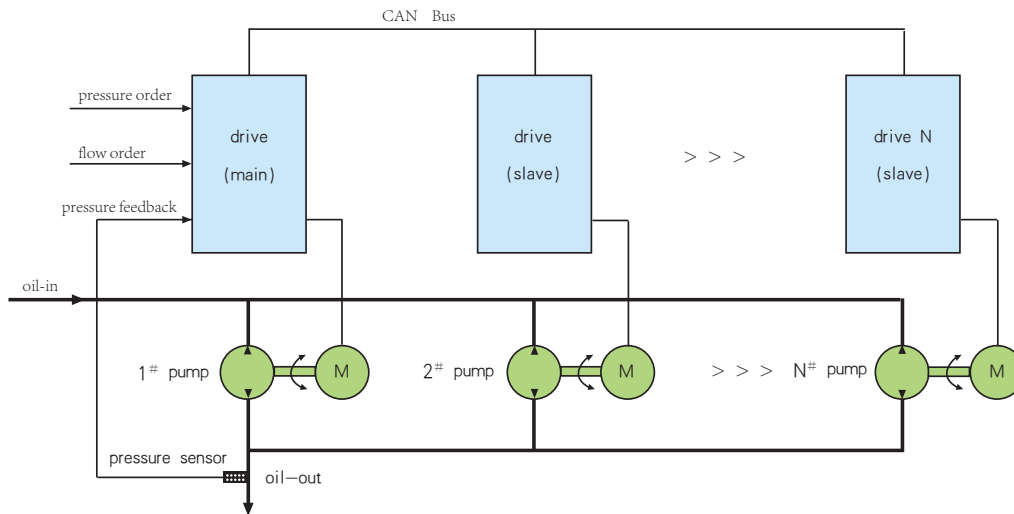 CAN Bus
pressure order
flow order
pressure feedback
drive
(main)
drive
(slave)
> > >
drive N
(slave)
oil-in
1# pump
M
2# pump
M
> > >
N# pump
M
pressure sensor
oil-out